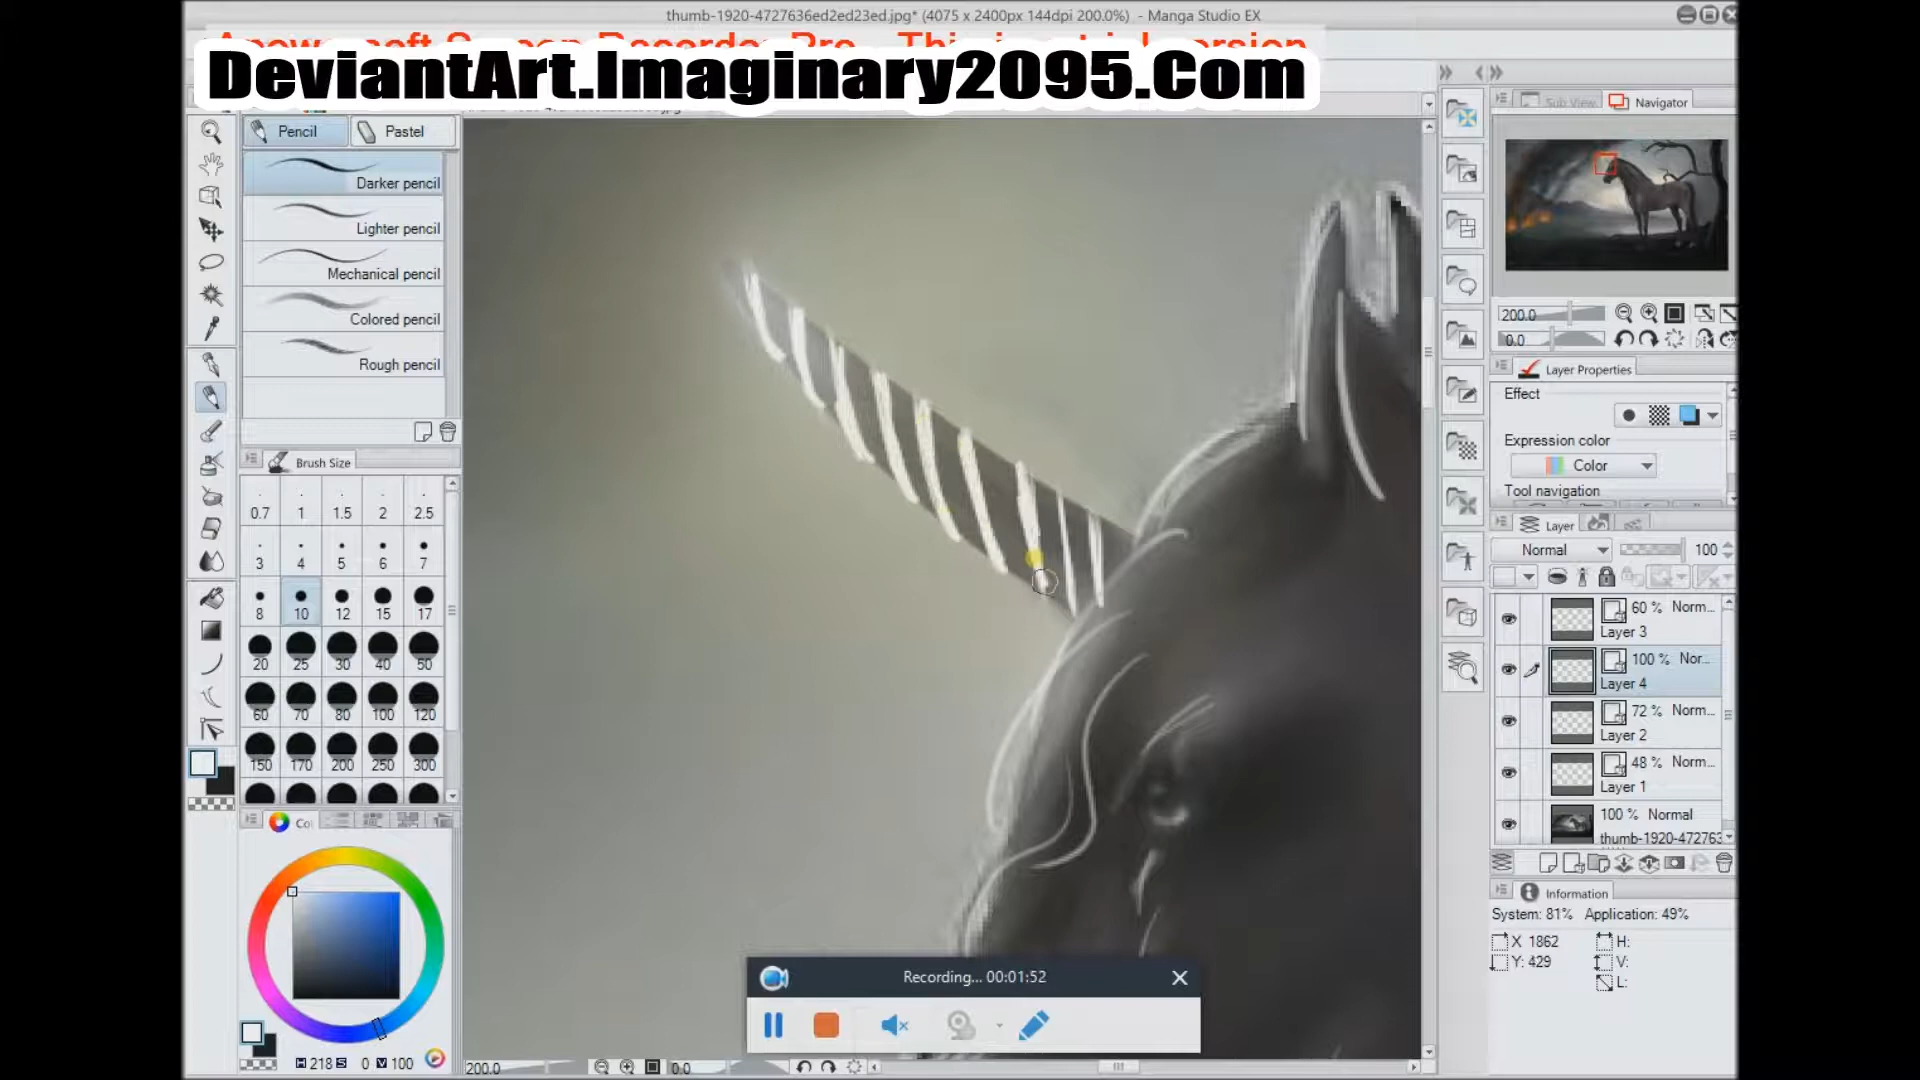 thumb-1920-4727636ed2ed23ed.jpg* (4075 x 2400px 144dpi 200.0%) - Manga Studio EX
DeviantArt.Imaginary2095.Com
Pencil
Pastel
Sub View
Navigator
Darker pencil
Lighter pencil
Mechanical pencil
Colored pencil
Rough pencil
200.0
0.0
Layer Properties
Effect
Expression color
Color
Tool navigation
Brush Size
0.7 1 1.5 2 2.5
3 4 5 6 7
8 10 12 15 17
20 25 30 40 50
60 70 80 100 120
150 170 200 250 300
Layer
Normal
100
60 % Norm...
Layer 3
100 % Nor...
Layer 4
72 % Norm...
Layer 2
48 % Norm...
Layer 1
100 % Normal
thumb-1920-472763
Information
System: 81% Application: 49%
X 1862 H:
Y: 429 V:
L:
Recording... 00:01:52
H 218 S 0 V 100
200.0
0.0